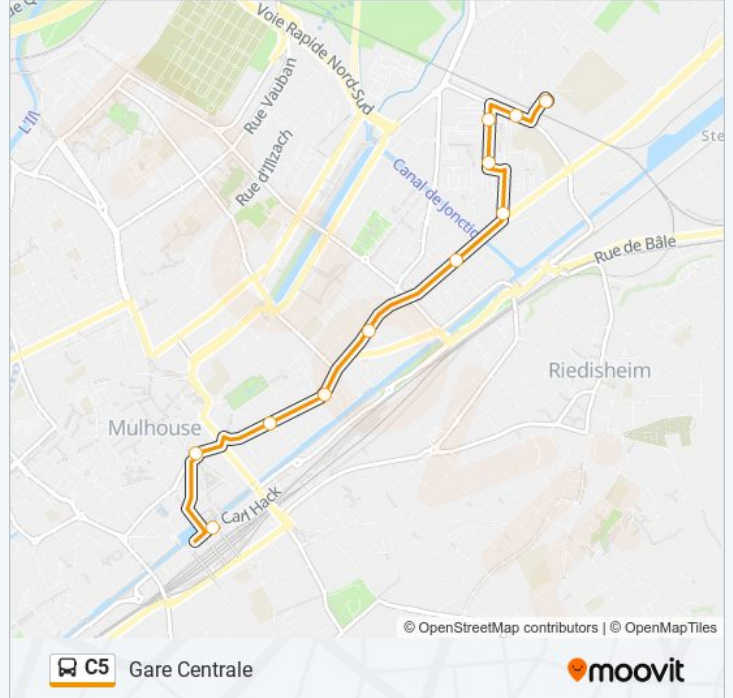 Voie Rapide Nord-Sud
L'Ill
Rue Vauban
Rue d'Illzach
Canal de Jonctio
Ste
Rue de Bâle
Riedisheim
Mulhouse
Carl Hack
© OpenStreetMap contributors | © OpenMapTiles
C5 Gare Centrale
moovit